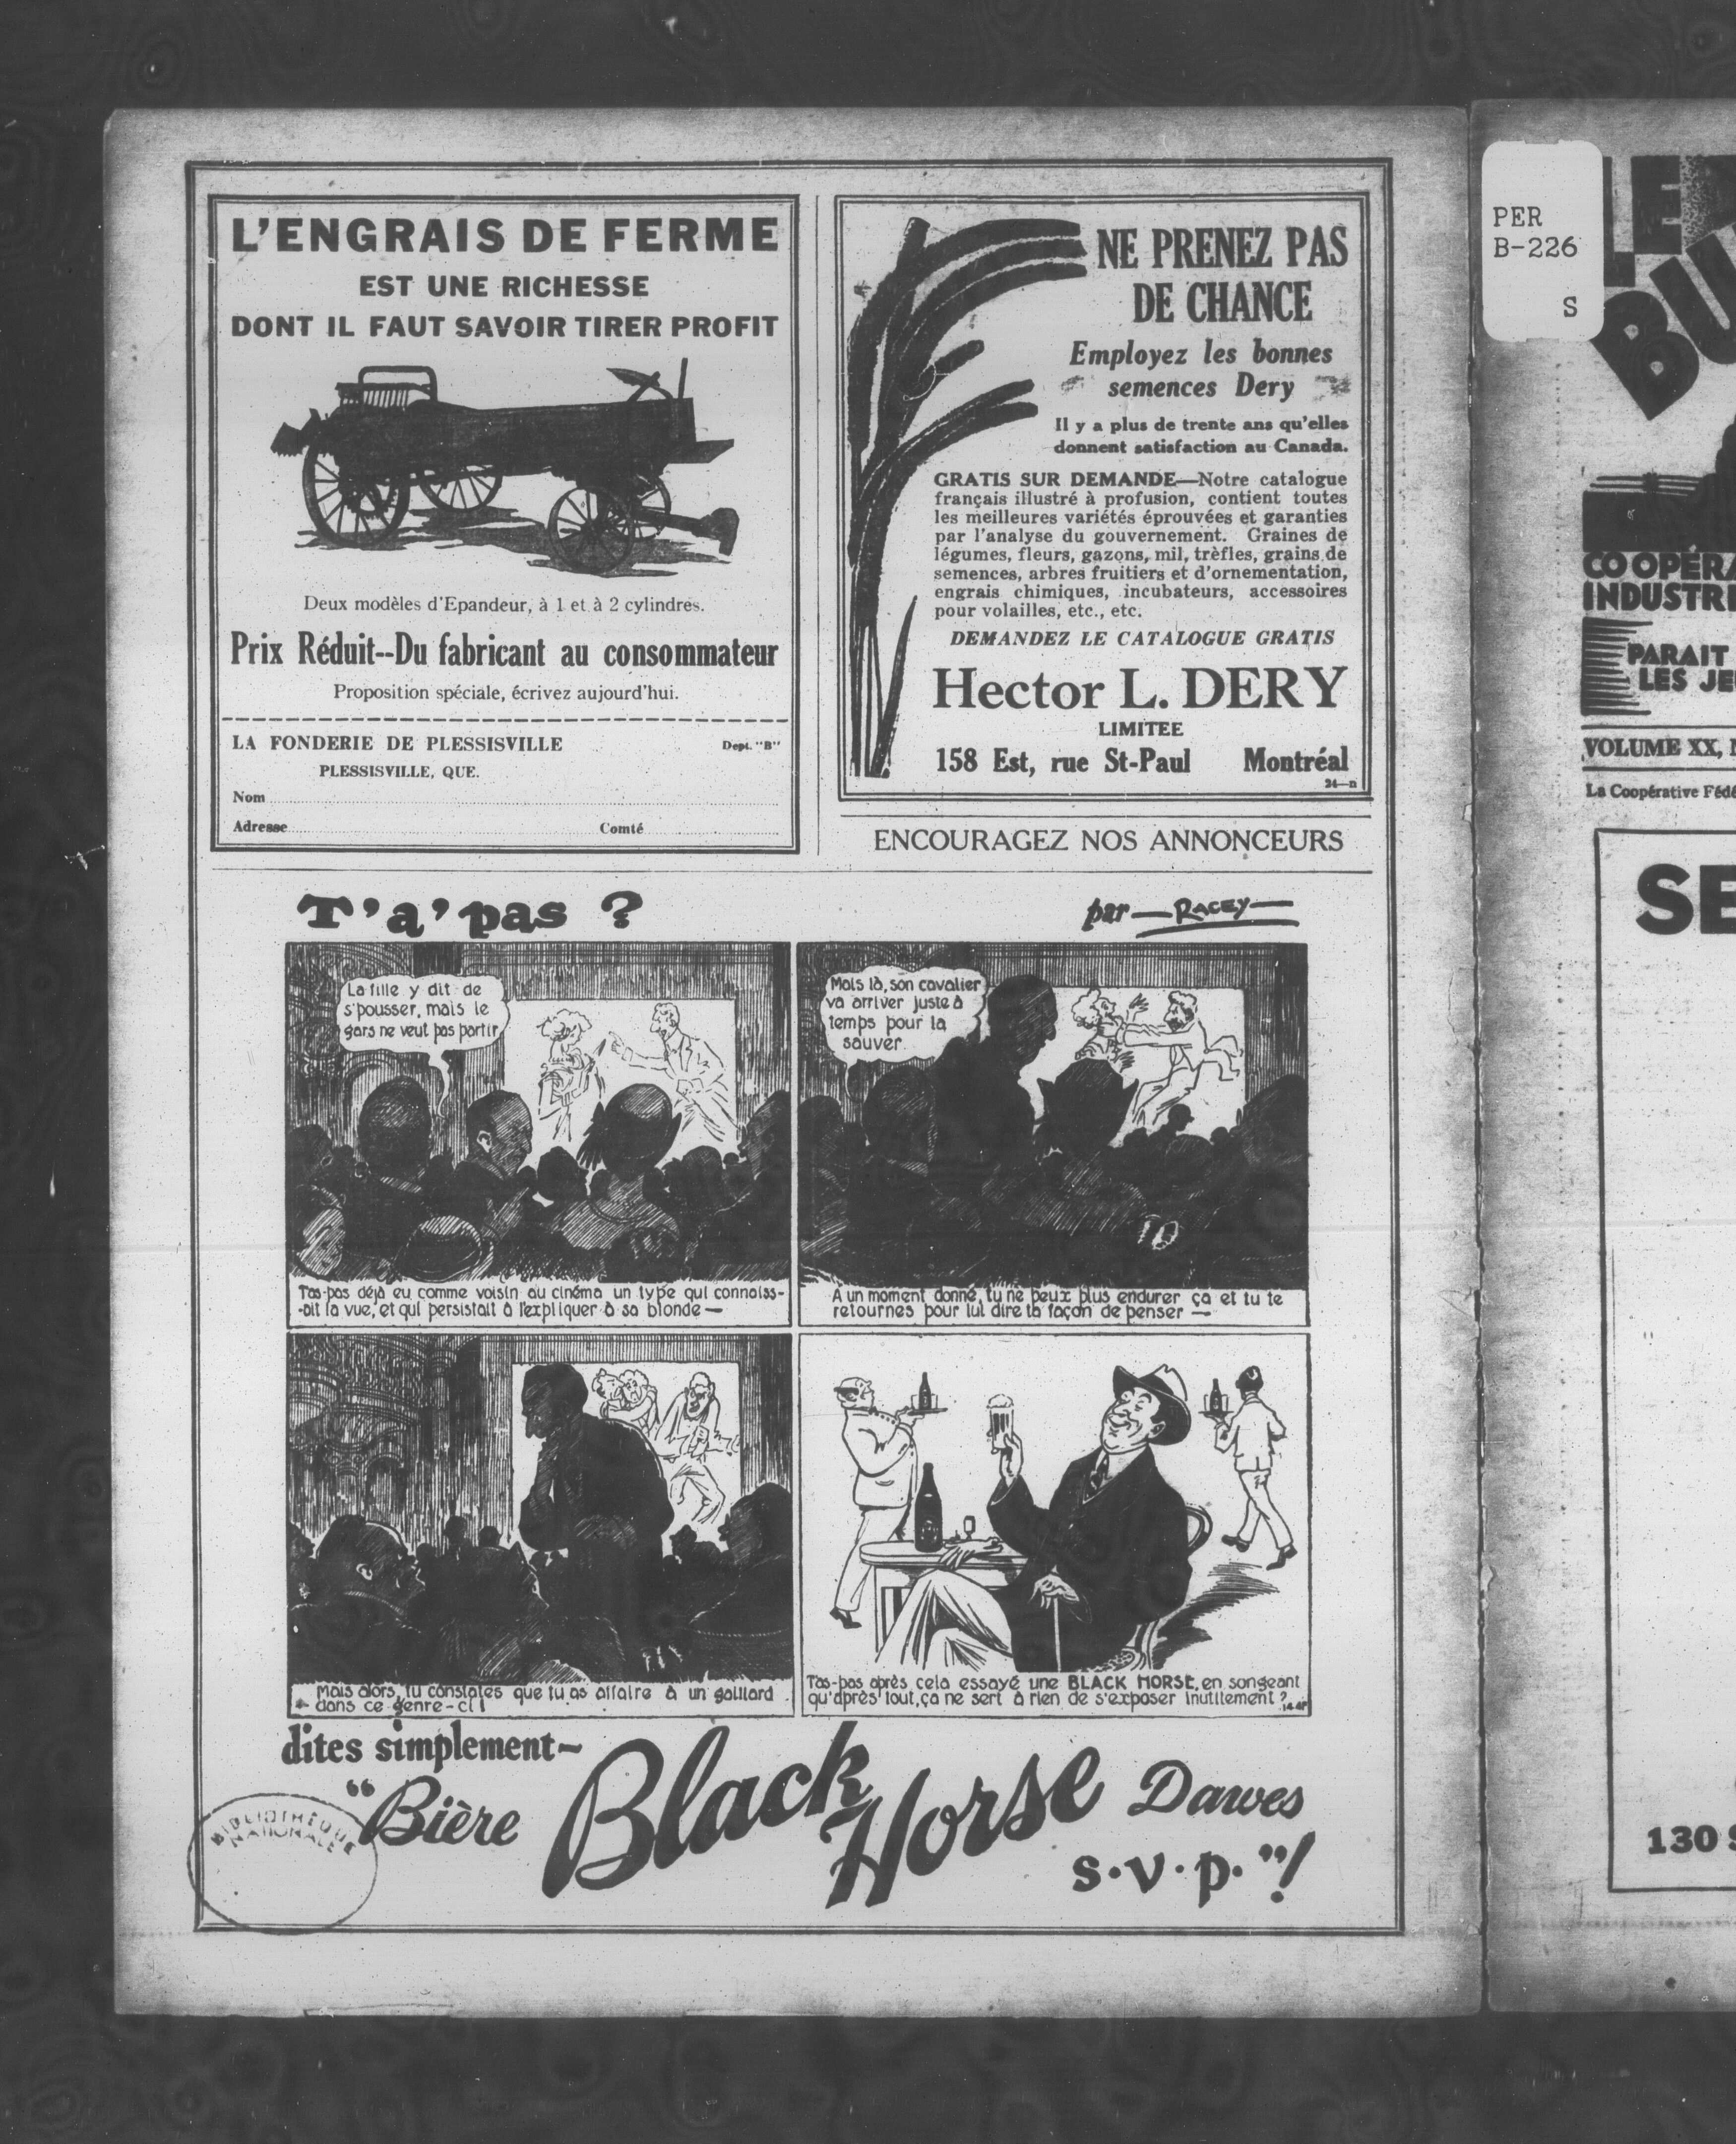 L'ENGRAIS DE FERME
EST UNE RICHESSE
DONT IL FAUT SAVOIR TIRER PROFIT
Deux modèles d'Epandeur, à 1 et à 2 cylindres.
Prix Réduit--Du fabricant au consommateur
Proposition spéciale, écrivez aujourd'hui.
LA FONDERIE DE PLESSISVILLE Dept. "B"
PLESSISVILLE, QUE.
Nom
Adresse Comté
NE PRENEZ PAS
DE CHANCE
Employez les bonnes
semences Dery
Il y a plus de trente ans qu'elles
donnent satisfaction au Canada.
GRATIS SUR DEMANDE—Notre catalogue
français illustré à profusion, contient toutes
les meilleures variétés éprouvées et garanties
par l'analyse du gouvernement. Graines de
légumes, fleurs, gazons, mil, trèfles, grains de
semences, arbres fruitiers et d'ornementation,
engrais chimiques, incubateurs, accessoires
pour volailles, etc., etc.
DEMANDEZ LE CATALOGUE GRATIS
Hector L. DERY
LIMITEE
158 Est, rue St-Paul Montréal
24—n
ENCOURAGEZ NOS ANNONCEURS
T'a'pas ?
par — RACEY —
La fille y dit de
s'pousser, mais le
gars ne veut pas partir
Mais là, son cavalier
va arriver juste à
temps pour la
sauver.
T'as-pas déjà eu comme voisin au cinéma un type qui connaiss-
-ait la vue, et qui persistait à l'expliquer à sa blonde —
A un moment donné, tu ne peux plus endurer ça et tu te
retournes pour lui dire ta façon de penser —
Mais alors, tu constates que tu as affaire à un gaillard
dans ce genre-ci!
T'as-pas après cela essayé une BLACK HORSE, en songeant
qu'après tout, ça ne sert à rien de s'exposer inutilement ?
dites simplement~
"Bière Black Horse Dawes
s.v.p."!
BIBLIOTHÈQUE
NATIONALE
PER
B-226
S
LE
BU
COOPÉRA
INDUSTRI
PARAIT
LES JE
VOLUME XX, N
La Coopérative Fédé
SE
130 S